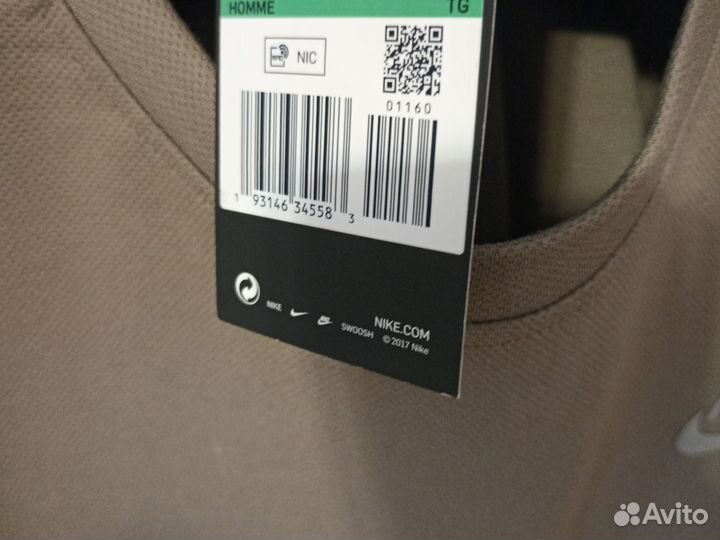 HOMME TG
NIC
01160
1 93146 34558 3
NIKE SWOOSH
NIKE.COM
© 2017 Nike
Avito